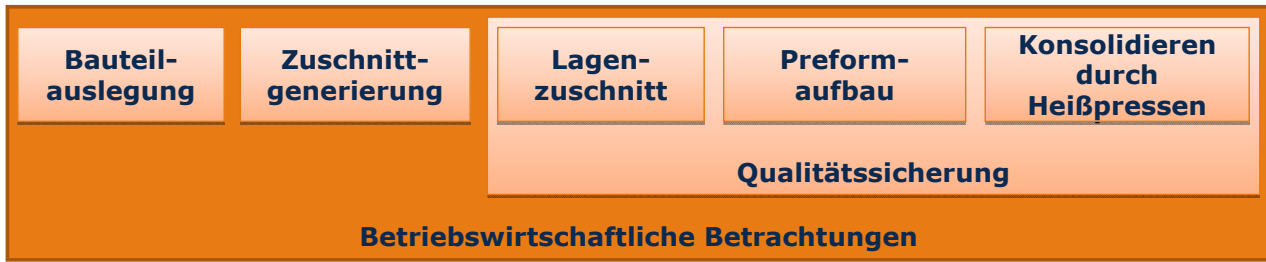 Bauteil-
auslegung
Zuschnitt-
generierung
Lagen-
zuschnitt
Preform-
aufbau
Konsolidieren
durch
Heißpressen
Qualitätssicherung
Betriebswirtschaftliche Betrachtungen